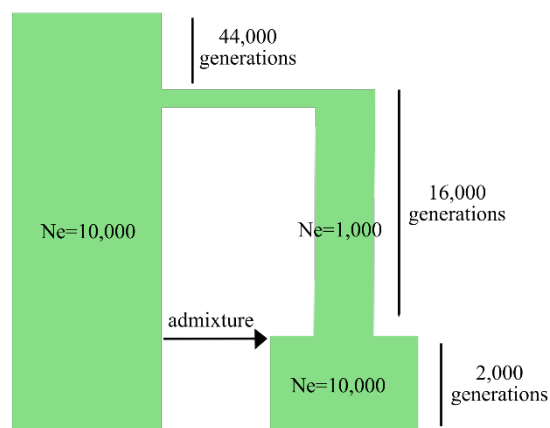 44,000
generations
16,000
generations
Ne=10,000
Ne=1,000
admixture
Ne=10,000
2,000
generations